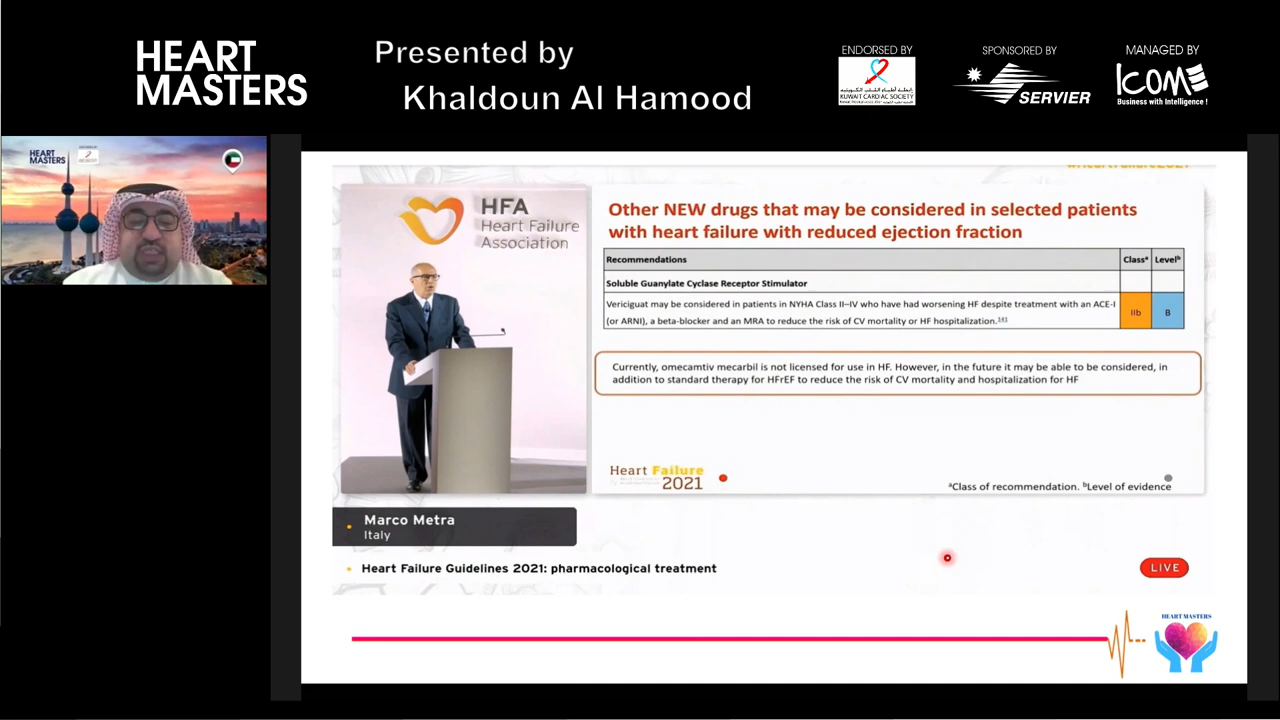 HEART
MASTERS
Presented by
Khaldoun Al Hamood
ENDORSED BY
KUWAIT CARDIAC SOCIETY
SPONSORED BY
SERVIER
MANAGED BY
ICOME
Business with Intelligence !
HEART
MASTERS
HFA
Heart Failure
Association
Other NEW drugs that may be considered in selected patients
with heart failure with reduced ejection fraction
Recommendations Classᵃ Levelᵇ
Soluble Guanylate Cyclase Receptor Stimulator
Vericiguat may be considered in patients in NYHA Class II–IV who have had worsening HF despite treatment with an ACE-I
(or ARNI), a beta-blocker and an MRA to reduce the risk of CV mortality or HF hospitalization.¹⁴¹
IIb B
Currently, omecamtiv mecarbil is not licensed for use in HF. However, in the future it may be able to be considered, in
addition to standard therapy for HFrEF to reduce the risk of CV mortality and hospitalization for HF
Heart Failure
2021
ᵃClass of recommendation. ᵇLevel of evidence
Marco Metra
Italy
Heart Failure Guidelines 2021: pharmacological treatment
LIVE
HEART MASTERS